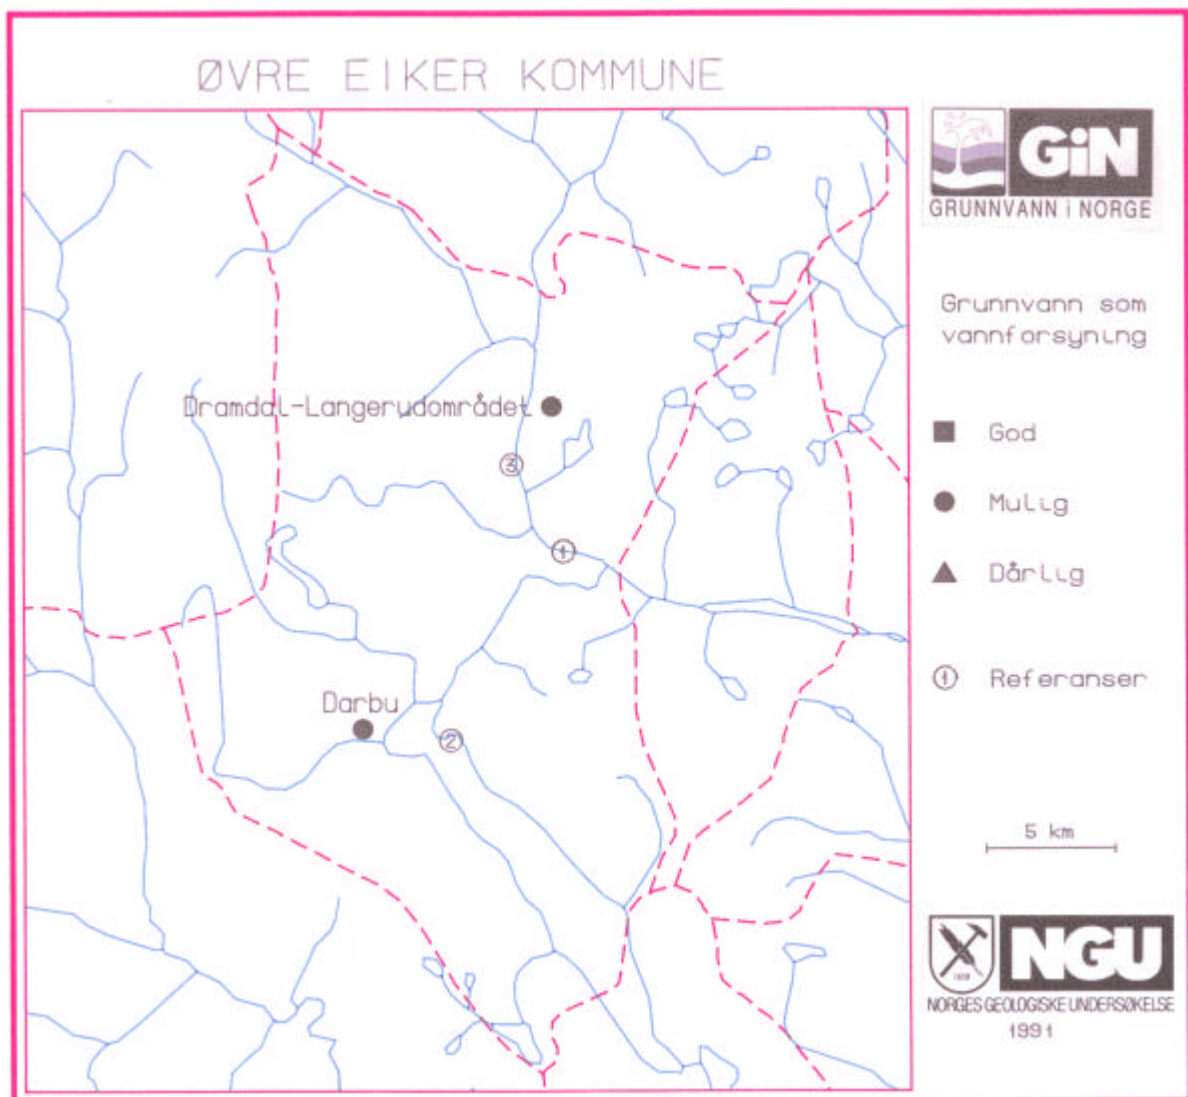 ØVRE EIKER KOMMUNE
GiN
GRUNNVANN i NORGE
Grunnvann som
vannforsyning
God
Mulig
Dårlig
1 Referanser
5 km
NGU
NORGES GEOLOGISKE UNDERSØKELSE
1991
Dramdal-Langerudområdet
3
1
Darbu
2